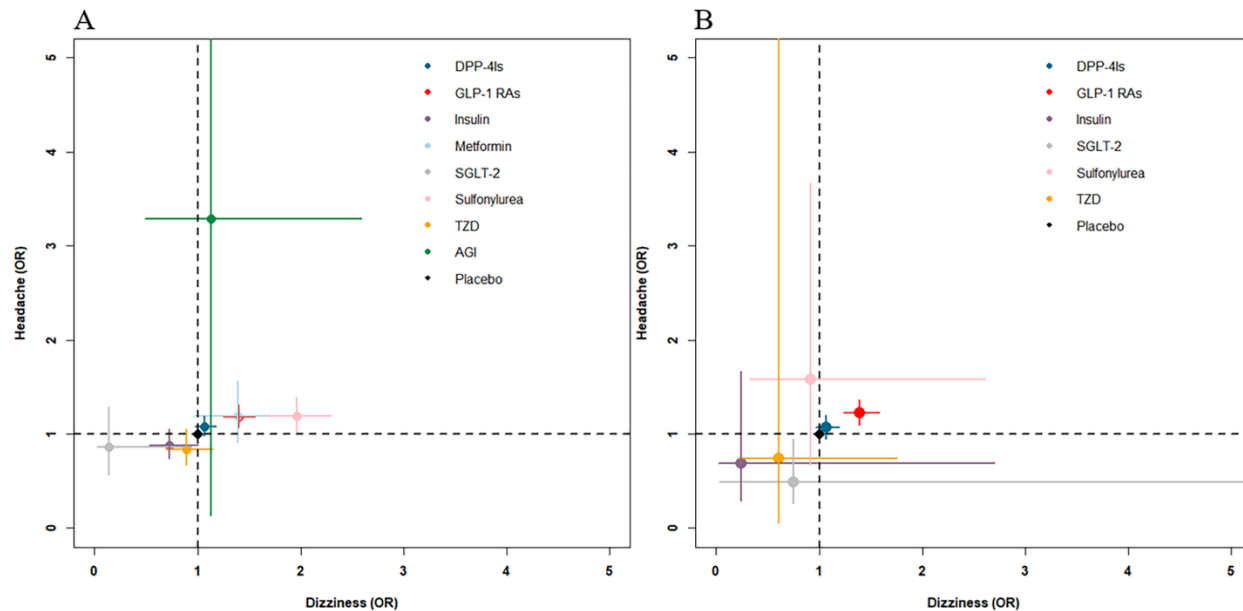 A
5
4
3
2
1
0
Headache (OR)
DPP-4Is
GLP-1 RAs
Insulin
Metformin
SGLT-2
Sulfonylurea
TZD
AGI
Placebo
0 1 2 3 4 5
Dizziness (OR)
B
5
4
3
2
1
0
Headache (OR)
DPP-4Is
GLP-1 RAs
Insulin
SGLT-2
Sulfonylurea
TZD
Placebo
0 1 2 3 4 5
Dizziness (OR)